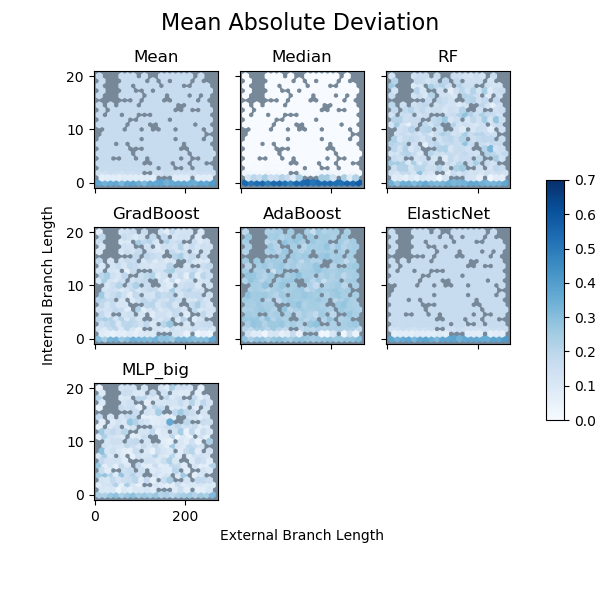 Mean Absolute Deviation
Mean
Median
RF
20
10
0
GradBoost
AdaBoost
ElasticNet
20
10
0
MLP_big
20
10
0
0
200
Internal Branch Length
External Branch Length
0.7
0.6
0.5
0.4
0.3
0.2
0.1
0.0